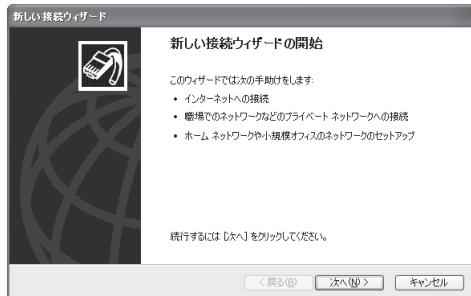 新しい接続ウィザード
新しい接続ウィザードの開始
このウィザードでは次の手助けをします:
• インターネットへの接続
• 職場でのネットワークなどのプライベート ネットワークへの接続
• ホーム ネットワークや小規模オフィスのネットワークのセットアップ
続行するには [次へ] をクリックしてください。
< 戻る(B) 次へ(N) > キャンセル